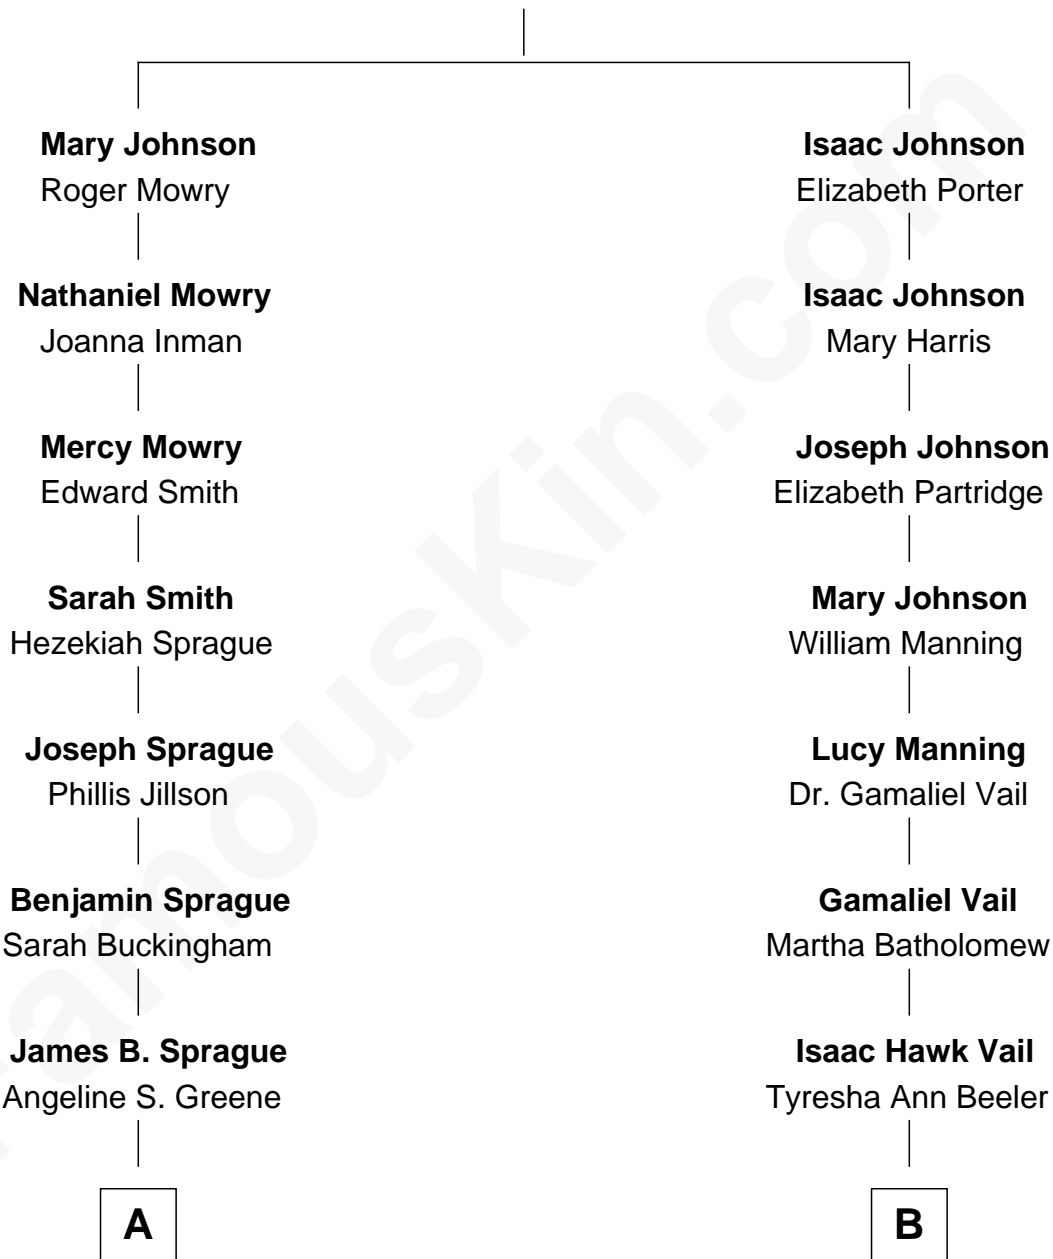 Mary Johnson
Roger Mowry
Nathaniel Mowry
Joanna Inman
Mercy Mowry
Edward Smith
Sarah Smith
Hezekiah Sprague
Joseph Sprague
Phillis Jillson
Benjamin Sprague
Sarah Buckingham
James B. Sprague
Angeline S. Greene
A
Isaac Johnson
Elizabeth Porter
Isaac Johnson
Mary Harris
Joseph Johnson
Elizabeth Partridge
Mary Johnson
William Manning
Lucy Manning
Dr. Gamaliel Vail
Gamaliel Vail
Martha Batholomew
Isaac Hawk Vail
Tyresha Ann Beeler
B
FamousKin.com